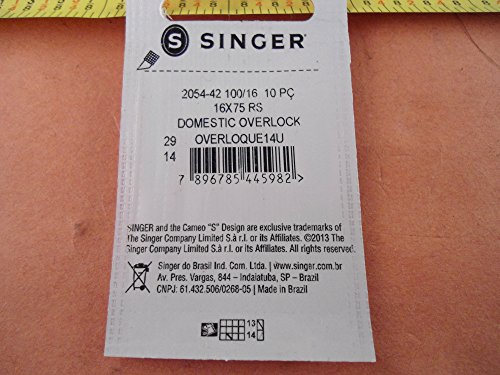 S SINGER®
2054-42 100/16 10 PÇ
16X75 RS
DOMESTIC OVERLOCK
29 OVERLOQUE14U
14
7 896785 445982 >
SINGER and the Cameo "S" Design are exclusive trademarks of
The Singer Company Limited S.à r.l. or its Affiliates. ©2013 The
Singer Company Limited S.à r.l. or its Affiliates. All rights reserved.
Singer do Brasil Ind. Com. Ltda. | www.singer.com.br
Av. Pres. Vargas, 844 – Indaiatuba, SP – Brazil
CNPJ: 61.432.506/0268-05 | Made in Brazil
13
14